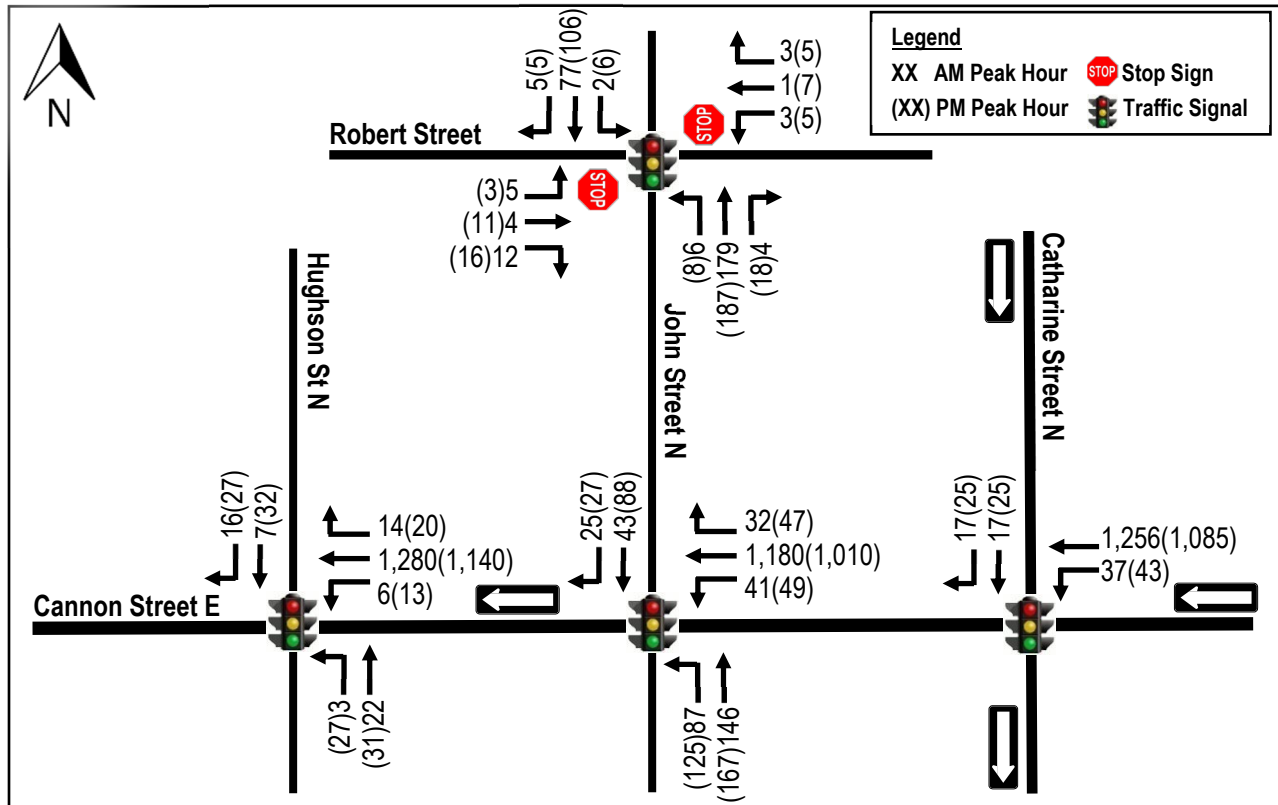 Legend
XX AM Peak Hour
STOP
Stop Sign
(XX) PM Peak Hour
Traffic Signal
N
5(5)
77(106)
2(6)
3(5)
1(7)
3(5)
STOP
Robert Street
(3)5
(11)4
(16)12
STOP
(8)6
(187)179
(18)4
Hughson St N
John Street N
Catharine Street N
16(27)
7(32)
14(20)
1,280(1,140)
6(13)
25(27)
43(88)
32(47)
1,180(1,010)
41(49)
17(25)
17(25)
1,256(1,085)
37(43)
Cannon Street E
(27)3
(31)22
(125)87
(167)146